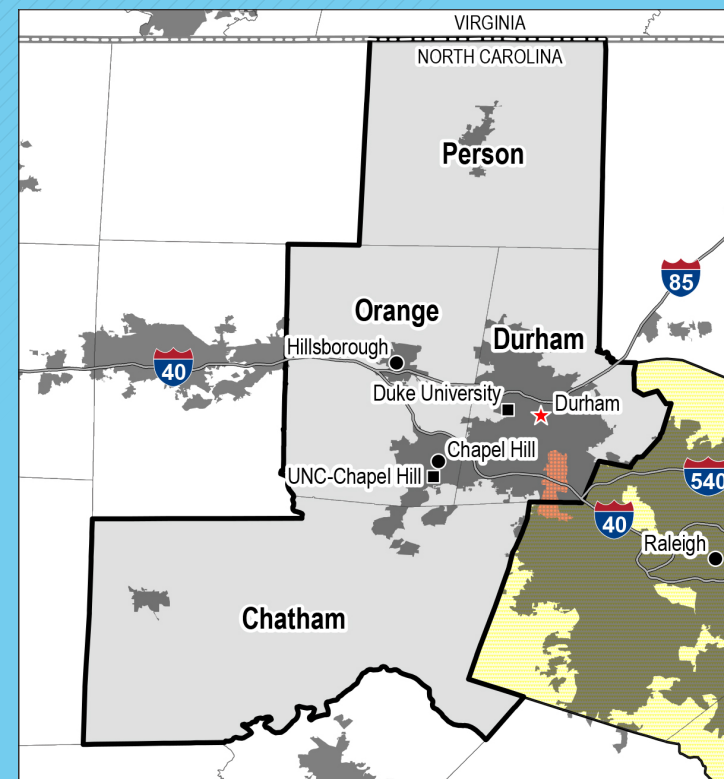 VIRGINIA
NORTH CAROLINA
Person
85
Orange
Durham
Hillsborough
40
Duke University
Durham
Chapel Hill
UNC-Chapel Hill
540
40
Raleigh
Chatham